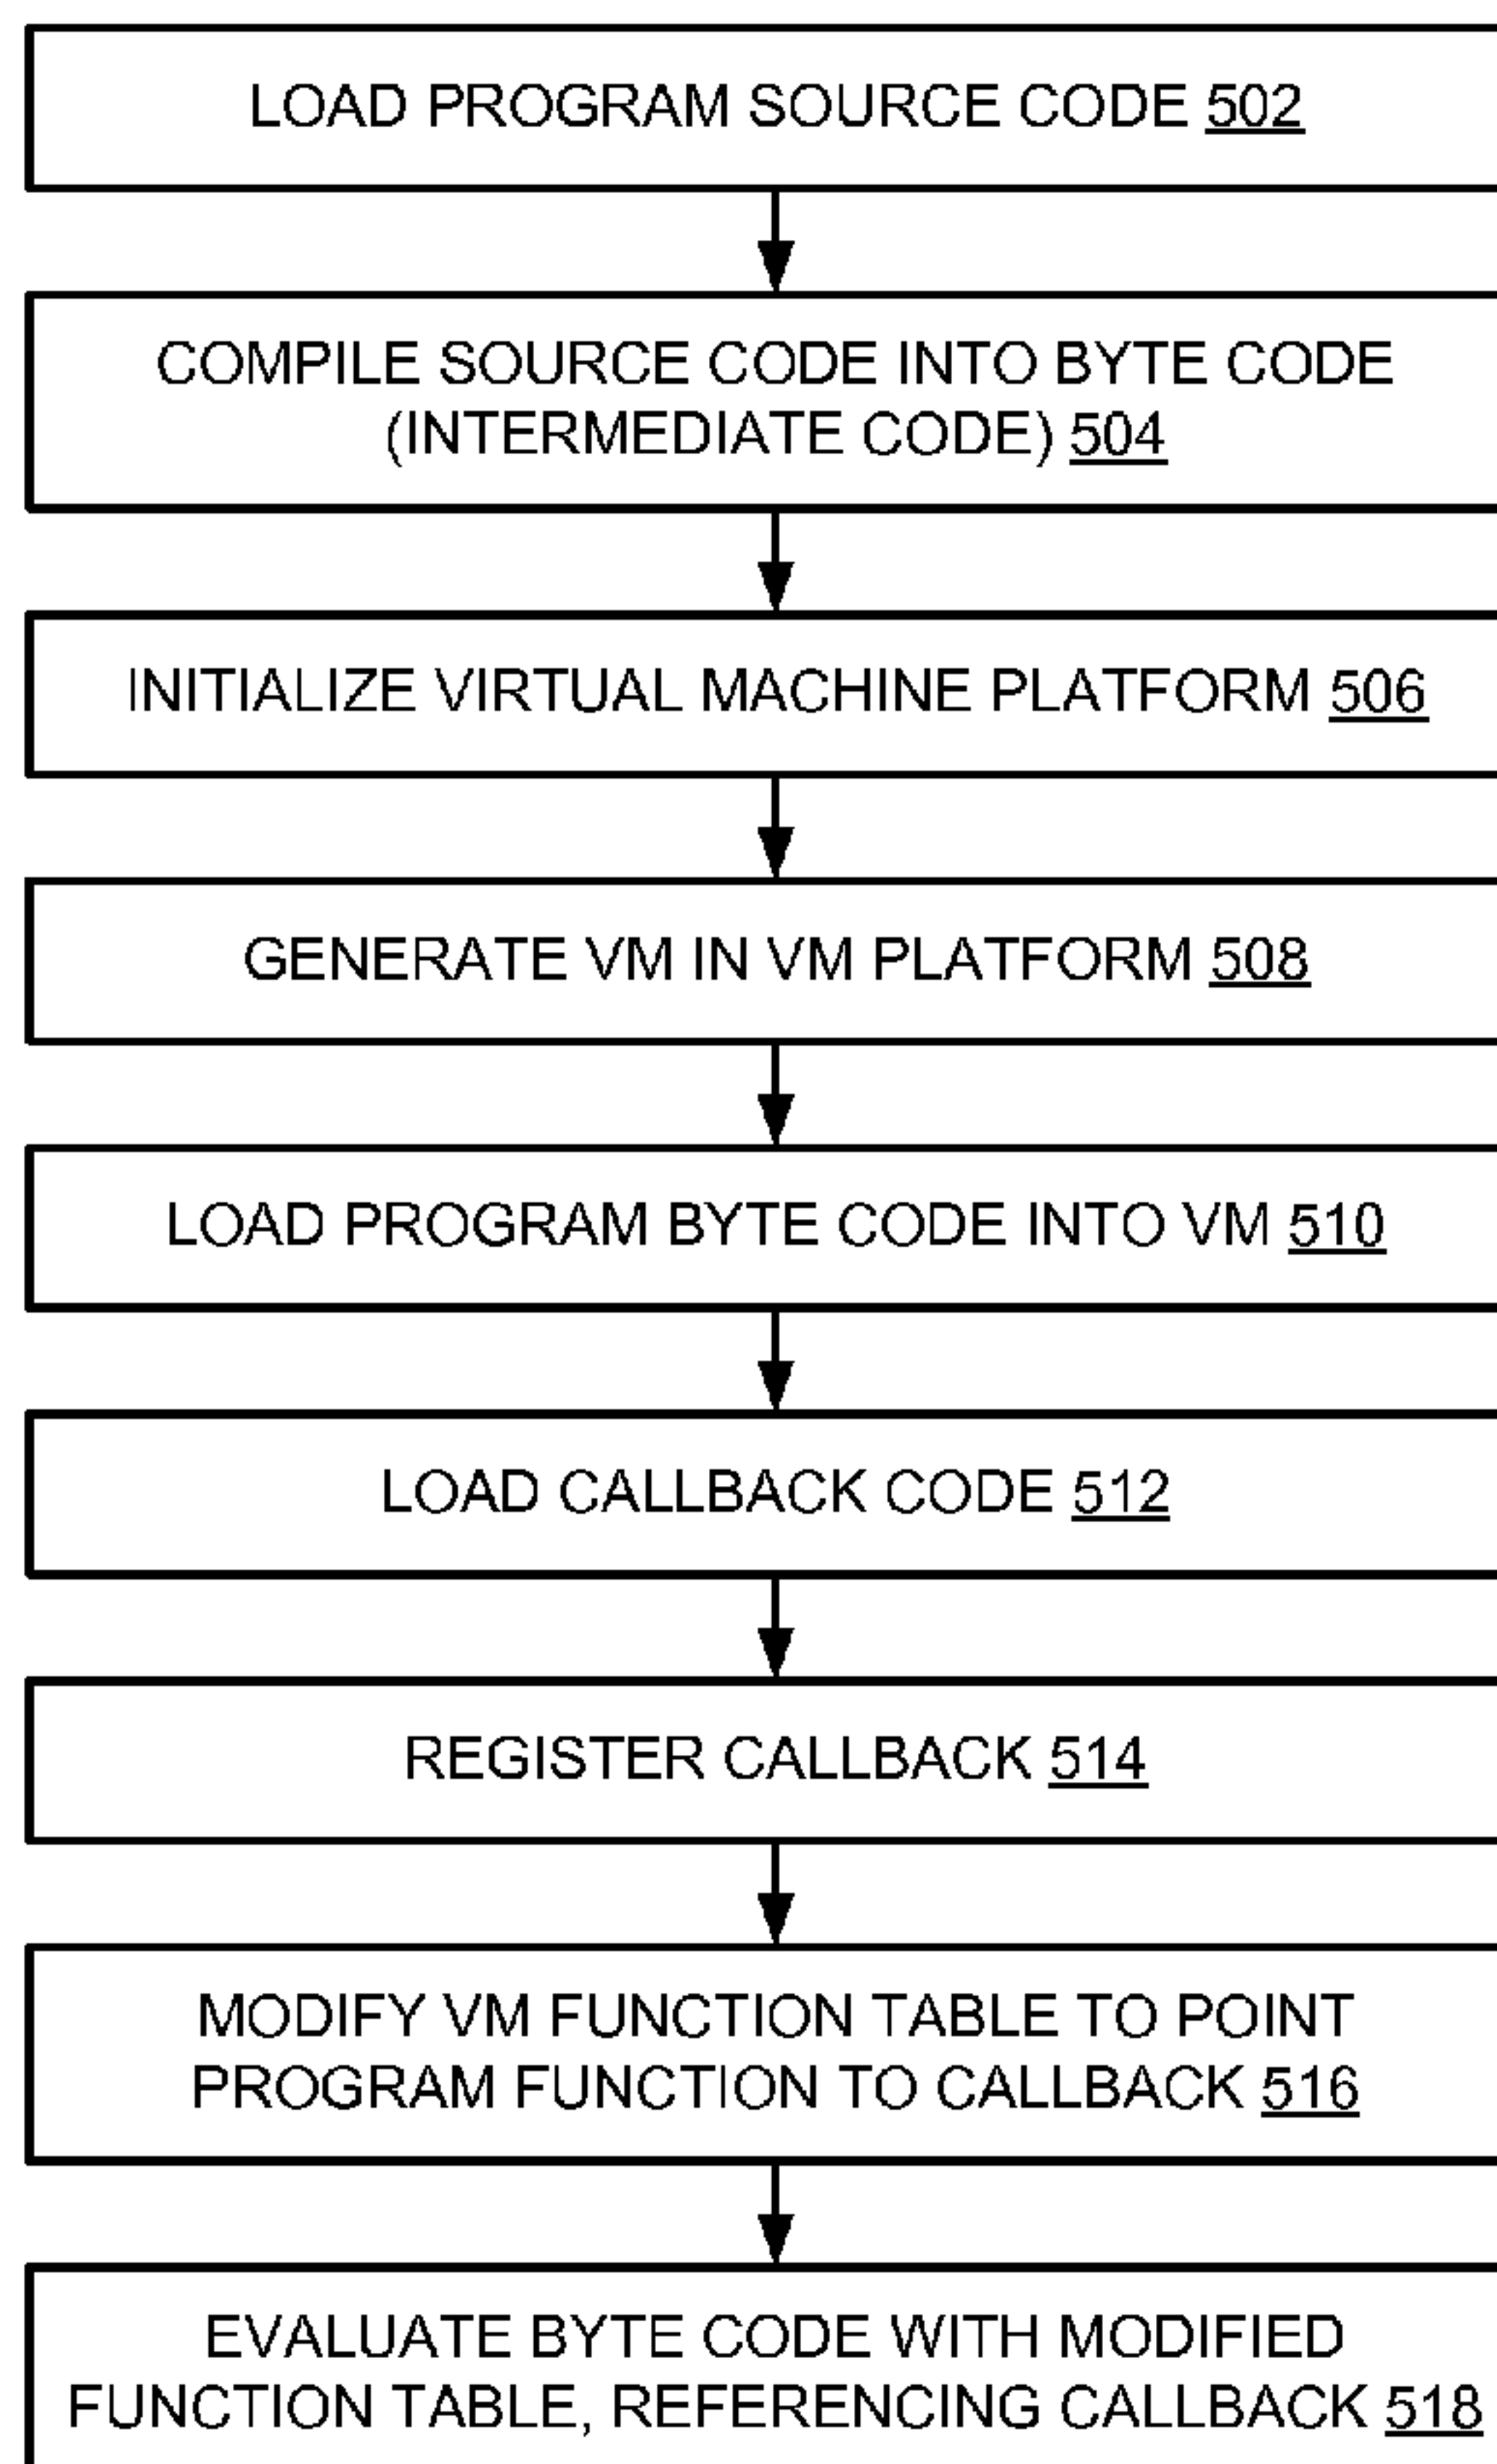 LOAD PROGRAM SOURCE CODE 502
COMPILE SOURCE CODE INTO BYTE CODE
(INTERMEDIATE CODE) 504
INITIALIZE VIRTUAL MACHINE PLATFORM 506
GENERATE VM IN VM PLATFORM 508
LOAD PROGRAM BYTE CODE INTO VM 510
LOAD CALLBACK CODE 512
REGISTER CALLBACK 514
MODIFY VM FUNCTION TABLE TO POINT
PROGRAM FUNCTION TO CALLBACK 516
EVALUATE BYTE CODE WITH MODIFIED
FUNCTION TABLE, REFERENCING CALLBACK 518